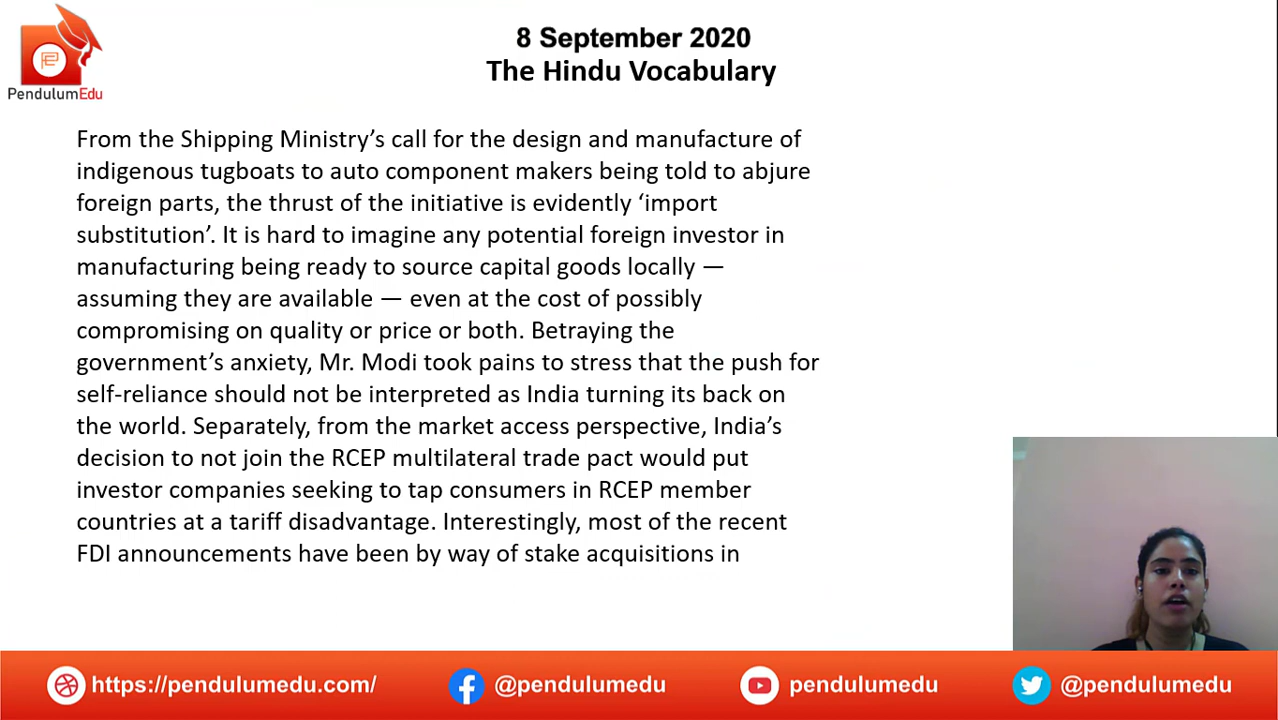 8 September 2020
The Hindu Vocabulary
PendulumEdu
From the Shipping Ministry’s call for the design and manufacture of
indigenous tugboats to auto component makers being told to abjure
foreign parts, the thrust of the initiative is evidently ‘import
substitution’. It is hard to imagine any potential foreign investor in
manufacturing being ready to source capital goods locally —
assuming they are available — even at the cost of possibly
compromising on quality or price or both. Betraying the
government’s anxiety, Mr. Modi took pains to stress that the push for
self-reliance should not be interpreted as India turning its back on
the world. Separately, from the market access perspective, India’s
decision to not join the RCEP multilateral trade pact would put
investor companies seeking to tap consumers in RCEP member
countries at a tariff disadvantage. Interestingly, most of the recent
FDI announcements have been by way of stake acquisitions in
https://pendulumedu.com/
@pendulumedu
pendulumedu
@pendulumedu